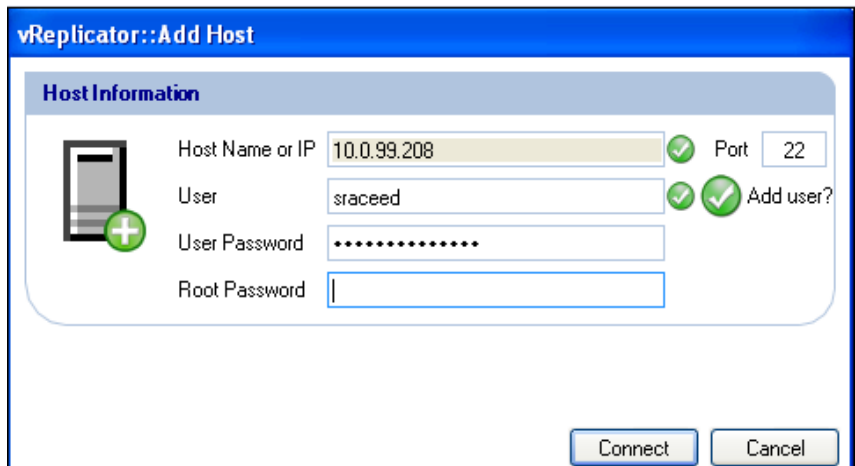 vReplicator::Add Host
Host Information
Host Name or IP 10.0.99.208 Port 22
User sraceed Add user?
User Password ••••••••••••••
Root Password
Connect Cancel